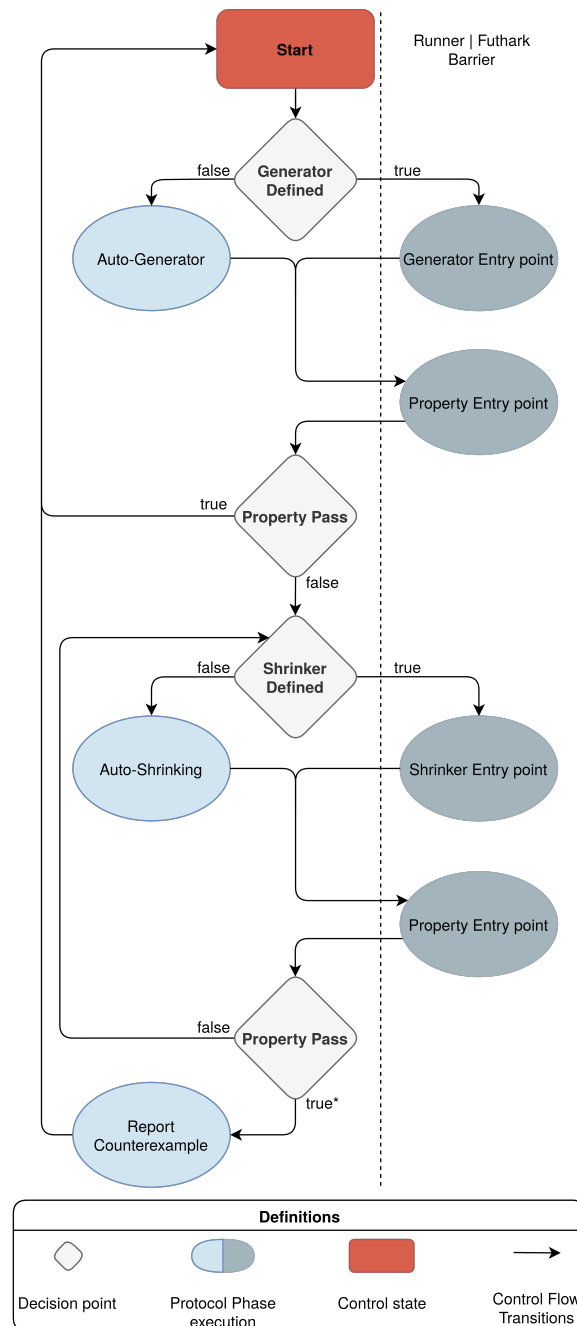 Start
Runner | Futhark
Barrier
Generator
Defined
false
true
Auto-Generator
Generator Entry point
Property Entry point
Property Pass
true
false
Shrinker
Defined
false
true
Auto-Shrinking
Shrinker Entry point
Property Entry point
Property Pass
false
true*
Report
Counterexample
Definitions
Decision point
Protocol Phase
execution
Control state
Control Flow
Transitions